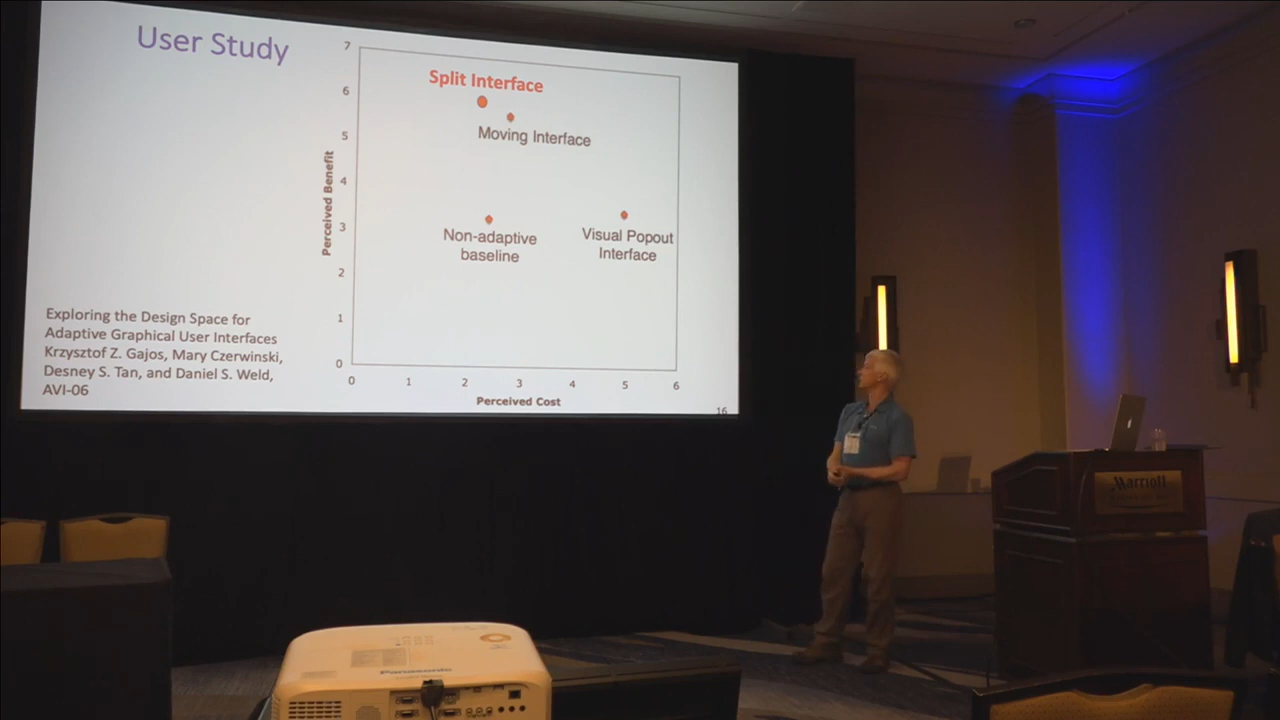 User Study
7
6
5
4
3
2
1
0
Perceived Benefit
Split Interface
Moving Interface
Non-adaptive
baseline
Visual Popout
Interface
0 1 2 3 4 5 6
Perceived Cost
Exploring the Design Space for
Adaptive Graphical User Interfaces
Krzysztof Z. Gajos, Mary Czerwinski,
Desney S. Tan, and Daniel S. Weld,
AVI-06
16
Marriott
Panasonic